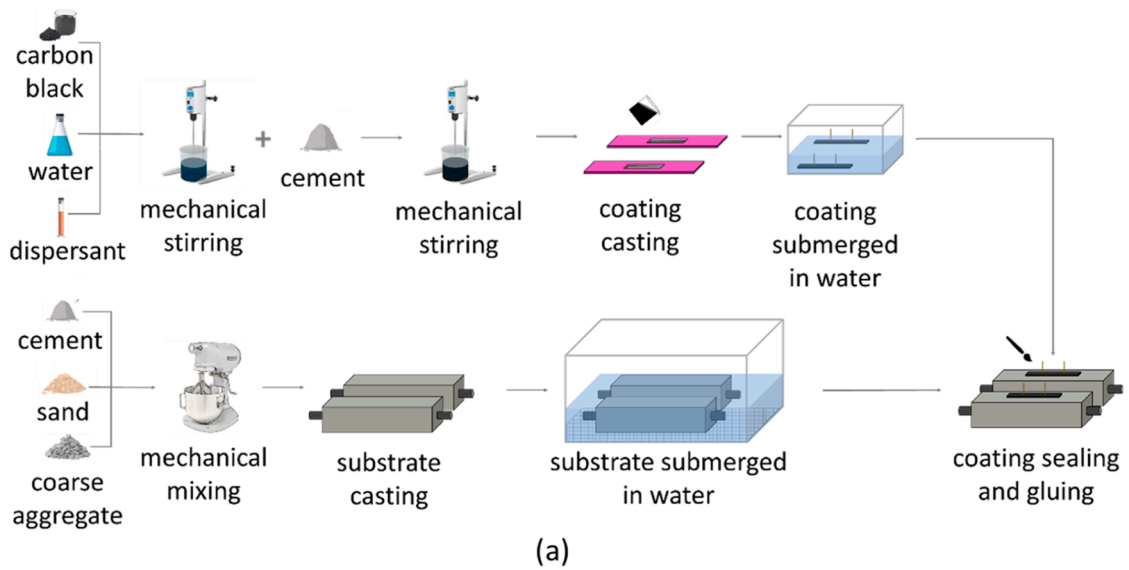 carbon
black
water
dispersant
mechanical
stirring
+
cement
mechanical
stirring
coating
casting
coating
submerged
in water
cement
sand
coarse
aggregate
mechanical
mixing
substrate
casting
substrate submerged
in water
coating sealing
and gluing
(a)